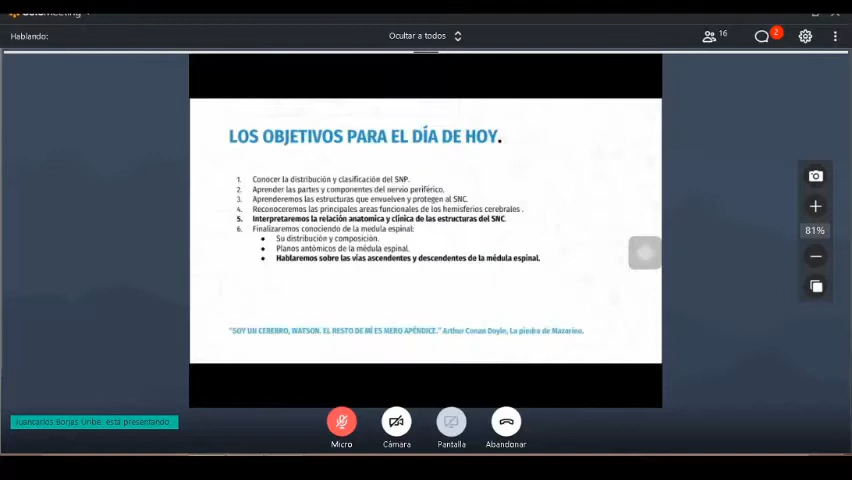 GoToMeeting
Hablando:
Ocultar a todos
16
2
LOS OBJETIVOS PARA EL DÍA DE HOY.
1. Conocer la distribución y clasificación del SNP.
2. Aprender las partes y componentes del nervio periférico.
3. Aprenderemos las estructuras que envuelven y protegen al SNC.
4. Reconoceremos las principales areas funcionales de los hemisferios cerebrales .
5. Interpretaremos la relación anatomica y clínica de las estructuras del SNC.
6. Finalizaremos conociendo de la medula espinal:
● Su distribución y composición.
● Planos antómicos de la médula espinal.
● Hablaremos sobre las vías ascendentes y descendentes de la médula espinal.
81%
"SOY UN CEREBRO, WATSON. EL RESTO DE MÍ ES MERO APÉNDICE." Arthur Conan Doyle, La piedra de Mazarino.
Juancarlos Borjas Uribe está presentando
Micro
Cámara
Pantalla
Abandonar